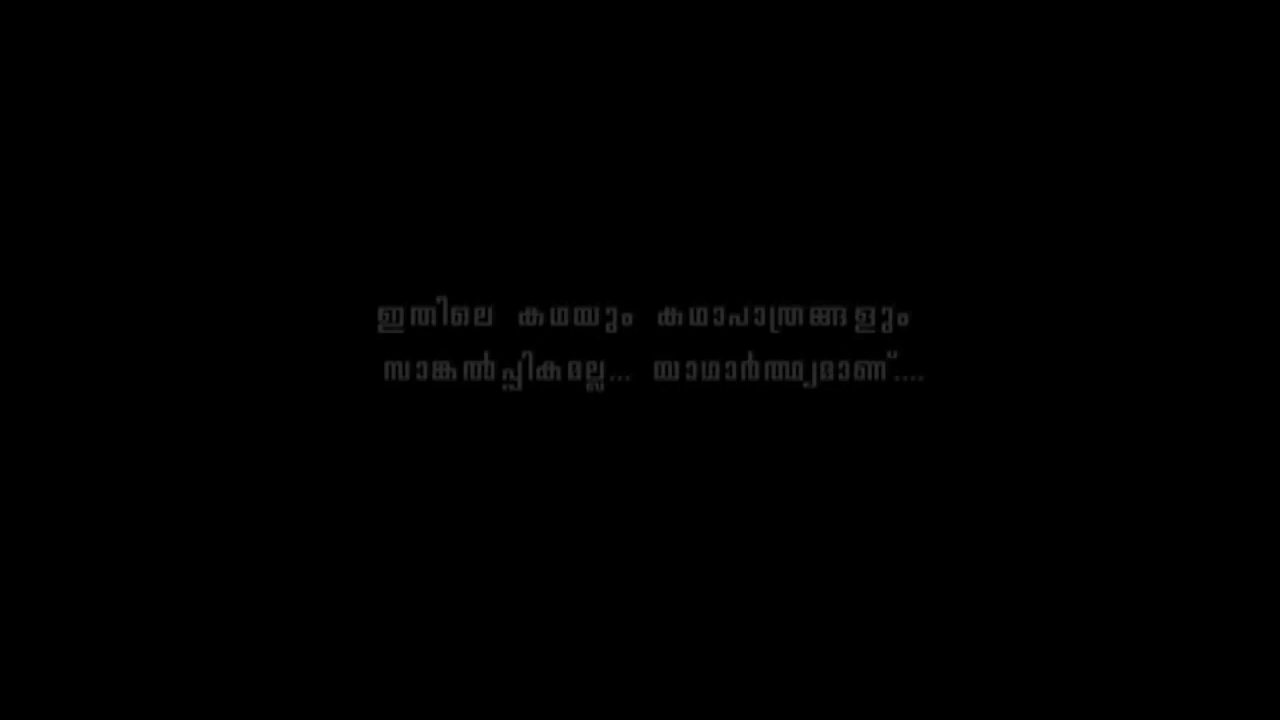 ഇതിലെ കഥയും കഥാപാത്രങ്ങളും
സാങ്കൽപ്പികമല്ല... യാഥാർത്ഥ്യമാണ്....